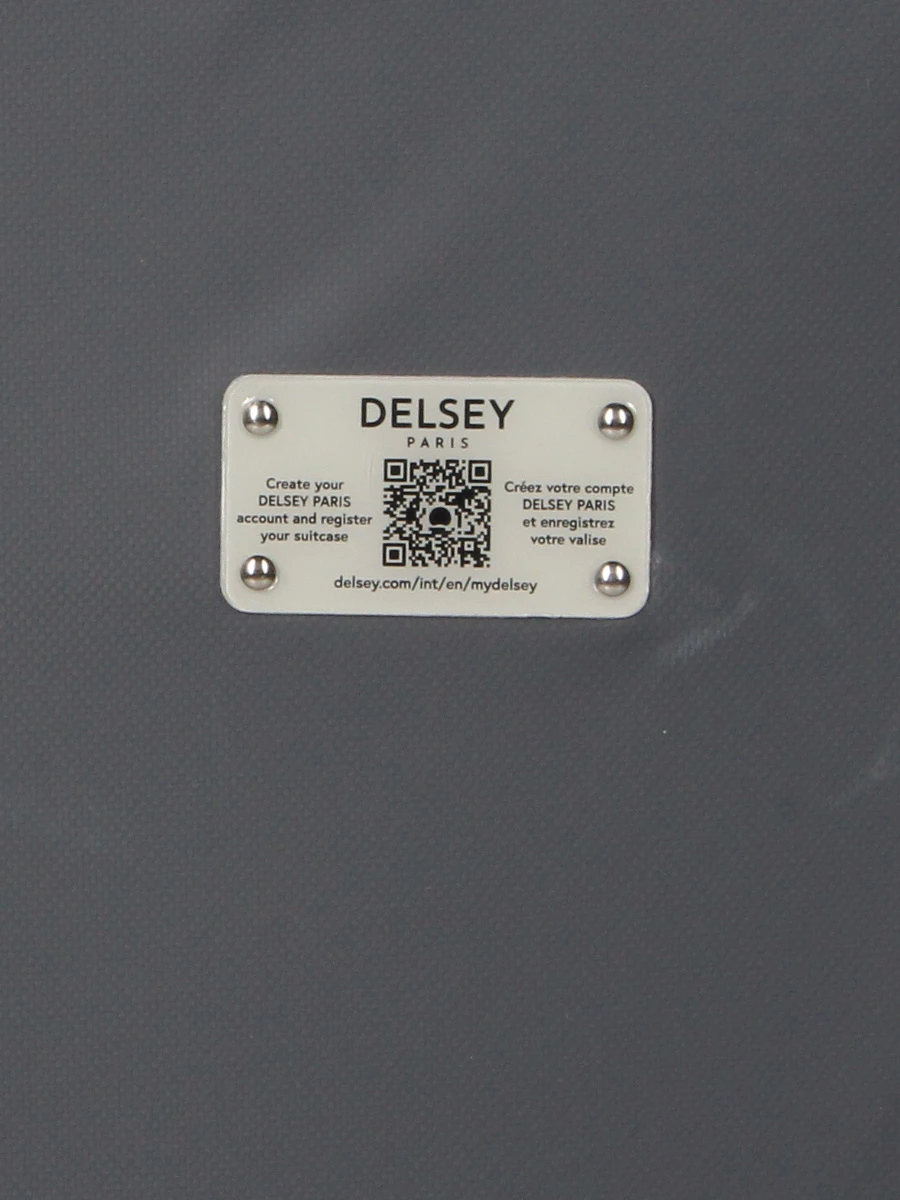 DELSEY
PARIS
Create your
DELSEY PARIS
account and register
your suitcase
Créez votre compte
DELSEY PARIS
et enregistrez
votre valise
delsey.com/int/en/mydelsey